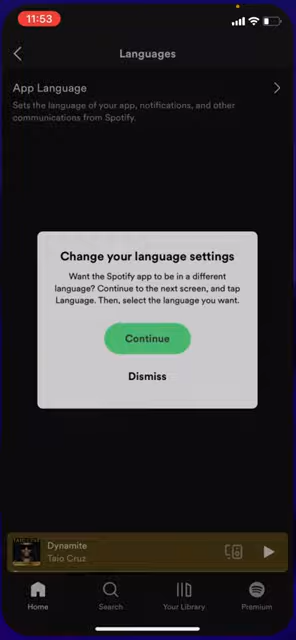 11:53
Languages
App Language
Sets the language of your app, notifications, and other
communications from Spotify.
Change your language settings
Want the Spotify app to be in a different
language? Continue to the next screen, and tap
Language. Then, select the language you want.
Continue
Dismiss
Dynamite
Taio Cruz
Home
Search
Your Library
Premium